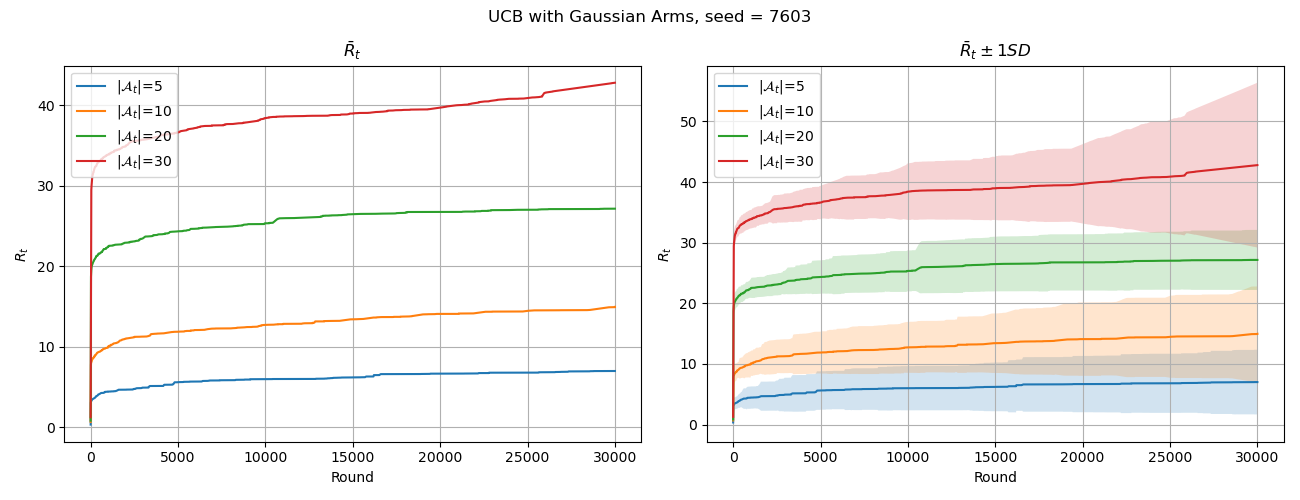 UCB with Gaussian Arms, seed = 7603
R̄ₜ
R̄ₜ ± 1SD
|𝒜ₜ|=5
|𝒜ₜ|=10
|𝒜ₜ|=20
|𝒜ₜ|=30
|𝒜ₜ|=5
|𝒜ₜ|=10
|𝒜ₜ|=20
|𝒜ₜ|=30
40
30
20
10
0
Rₜ
50
40
30
20
10
0
Rₜ
0 5000 10000 15000 20000 25000 30000
Round
0 5000 10000 15000 20000 25000 30000
Round